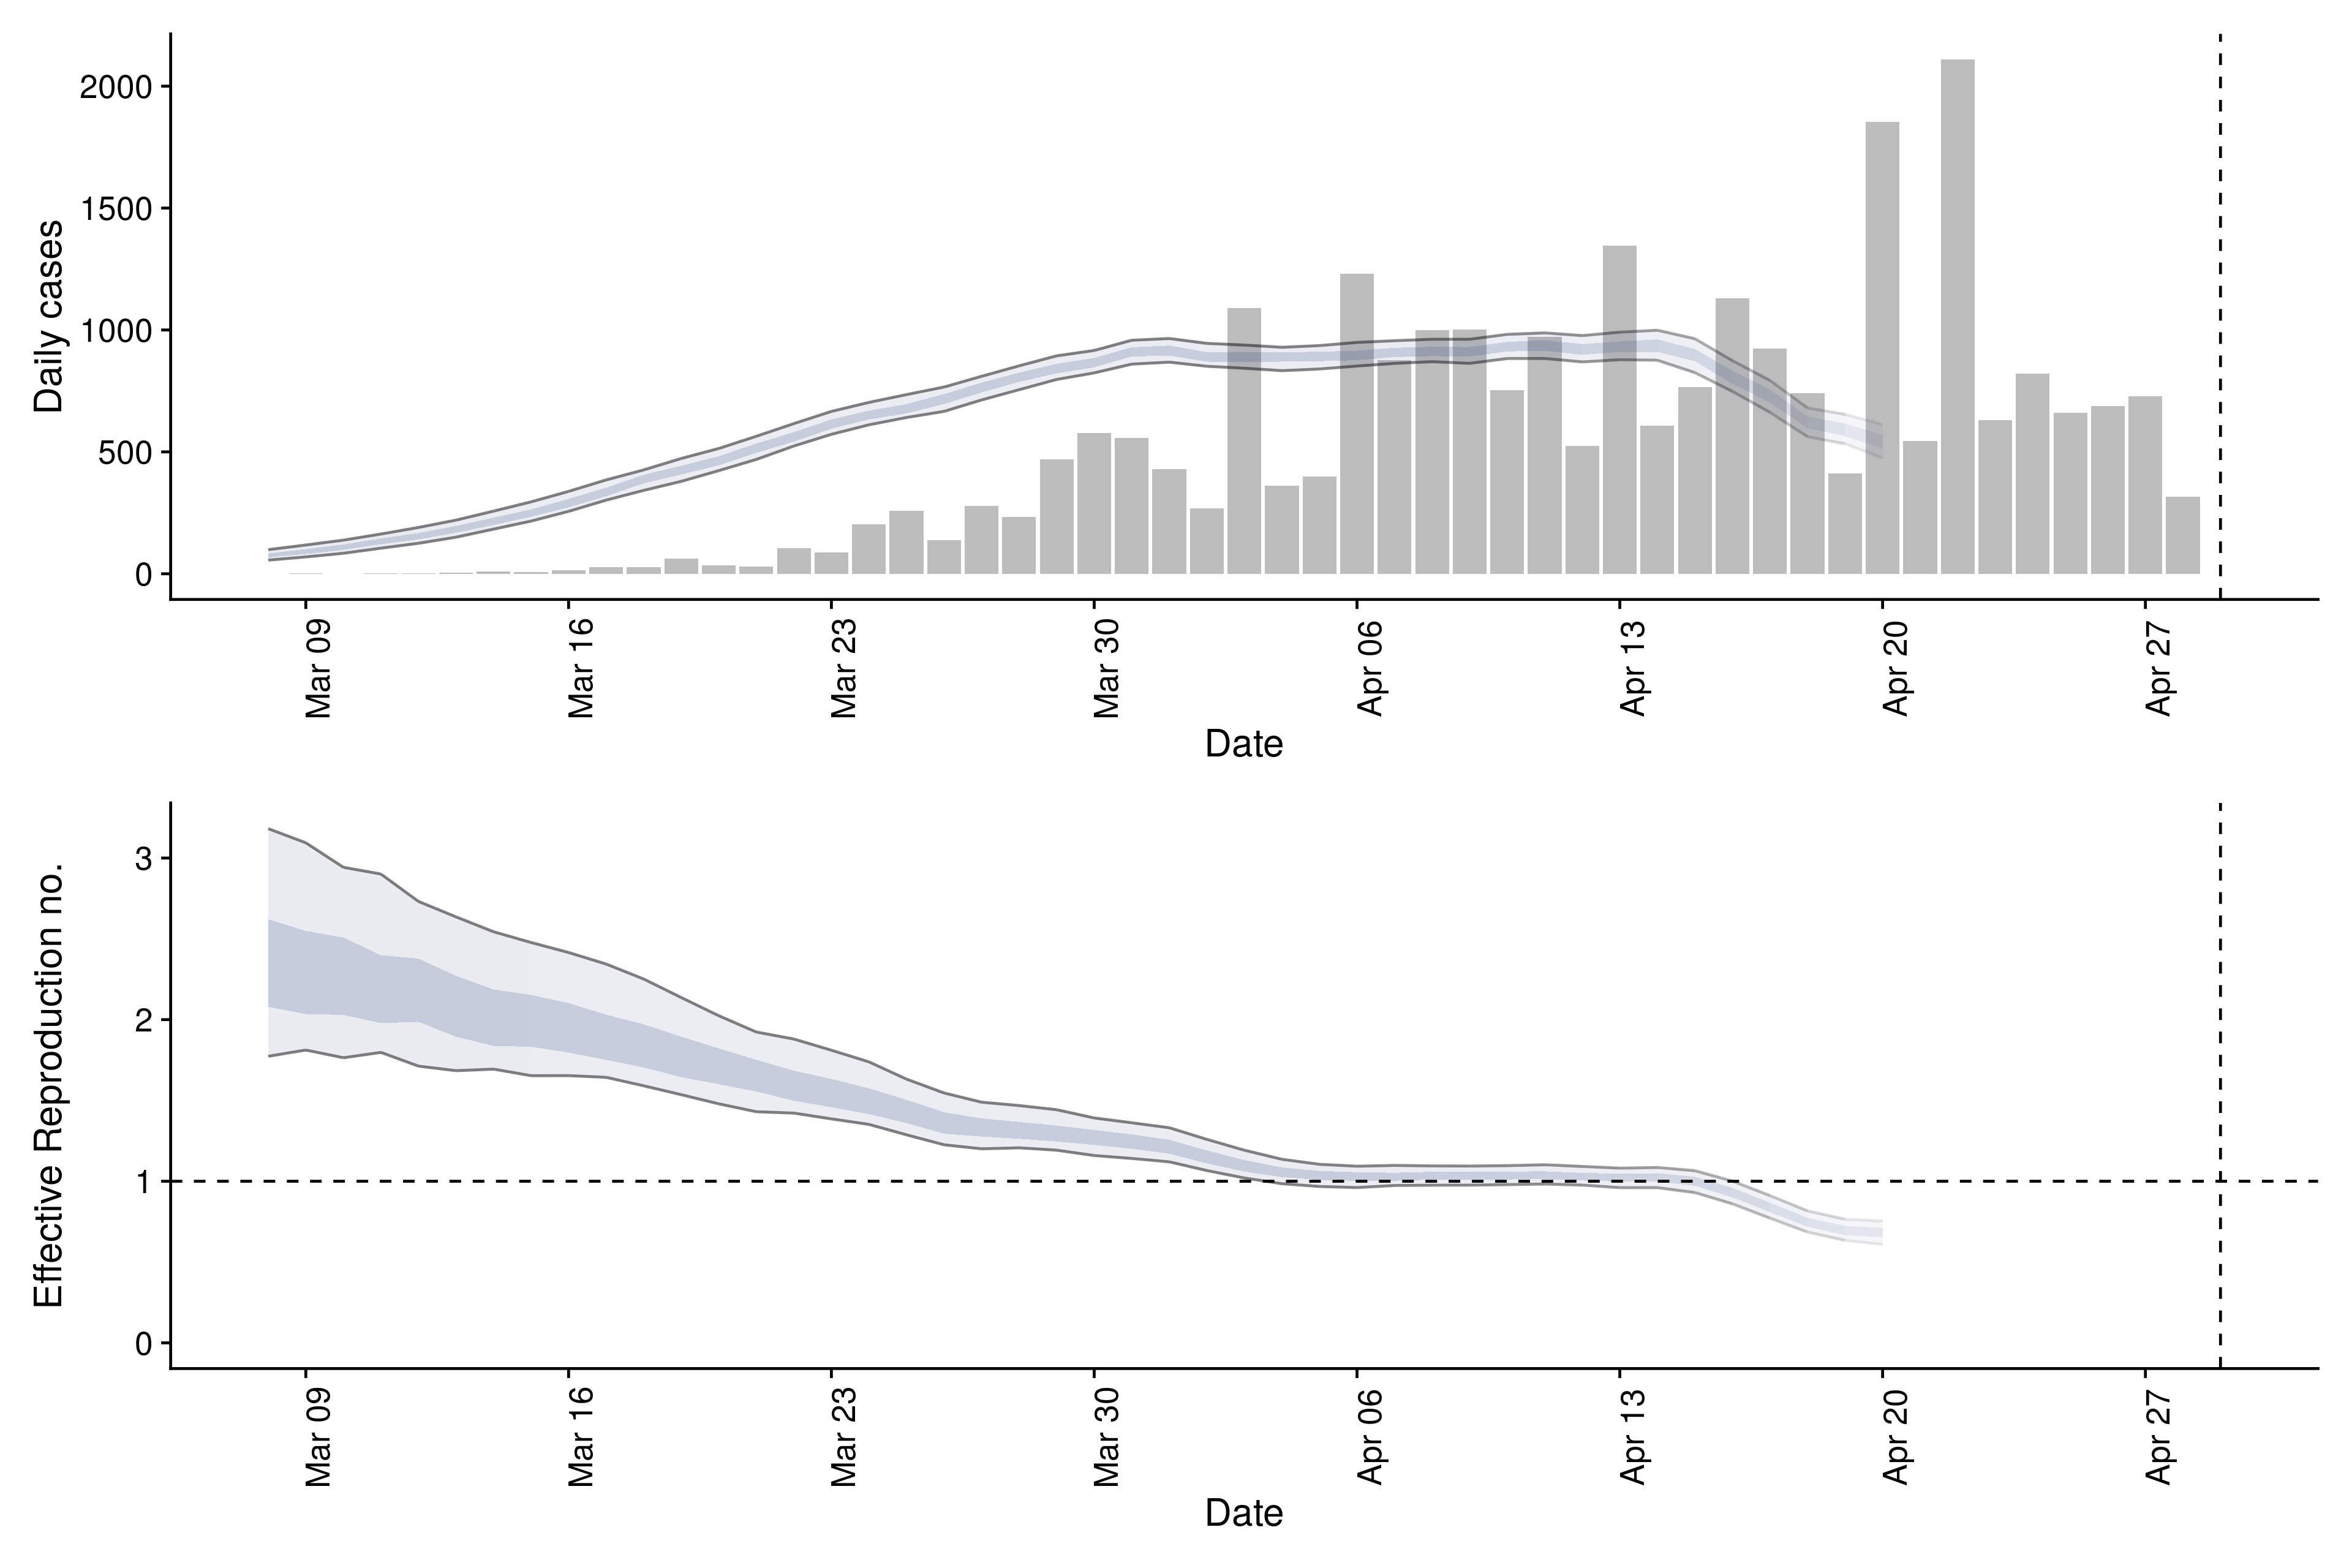 Daily cases
2000
1500
1000
500
0
Mar 09
Mar 16
Mar 23
Mar 30
Apr 06
Apr 13
Apr 20
Apr 27
Date
Effective Reproduction no.
3
2
1
0
Mar 09
Mar 16
Mar 23
Mar 30
Apr 06
Apr 13
Apr 20
Apr 27
Date